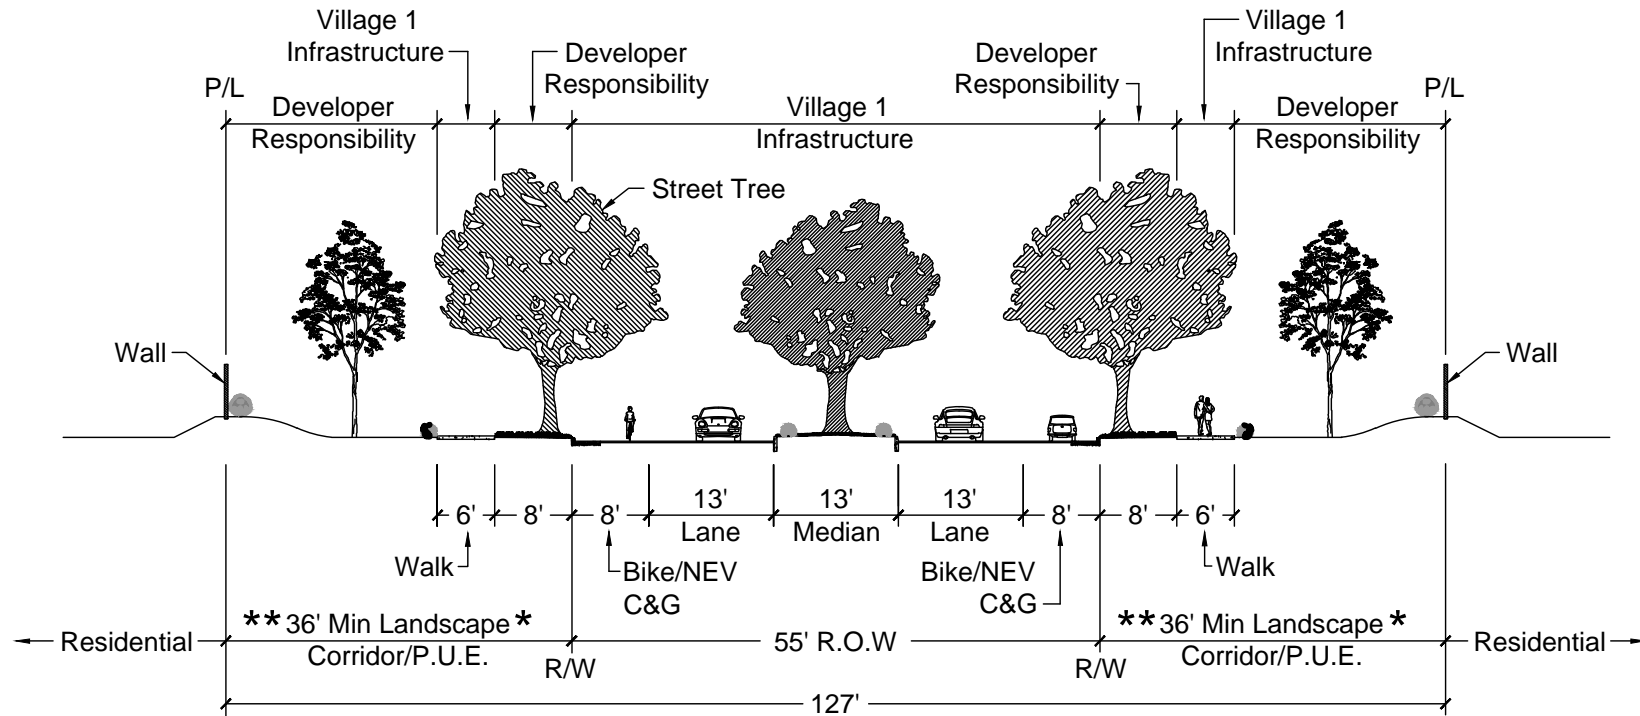 Village 1
Infrastructure
Developer
Responsibility
Developer
Responsibility
Village 1
Infrastructure
P/L
Developer
Responsibility
Village 1
Infrastructure
Developer
Responsibility
P/L
Street Tree
Wall
Wall
6'
8'
8'
13'
Lane
13'
Median
13'
Lane
8'
8'
6'
Walk
Bike/NEV
C&G
Bike/NEV
C&G
Walk
Residential
**36' Min Landscape*
Corridor/P.U.E.
R/W
55' R.O.W
R/W
**36' Min Landscape*
Corridor/P.U.E.
Residential
127'